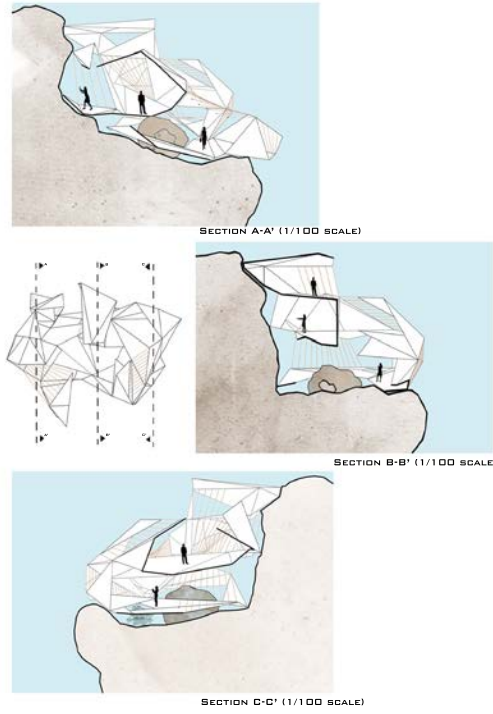 Section A-A' (1/100 scale)
Section B-B' (1/100 scale
Section C-C' (1/100 scale)